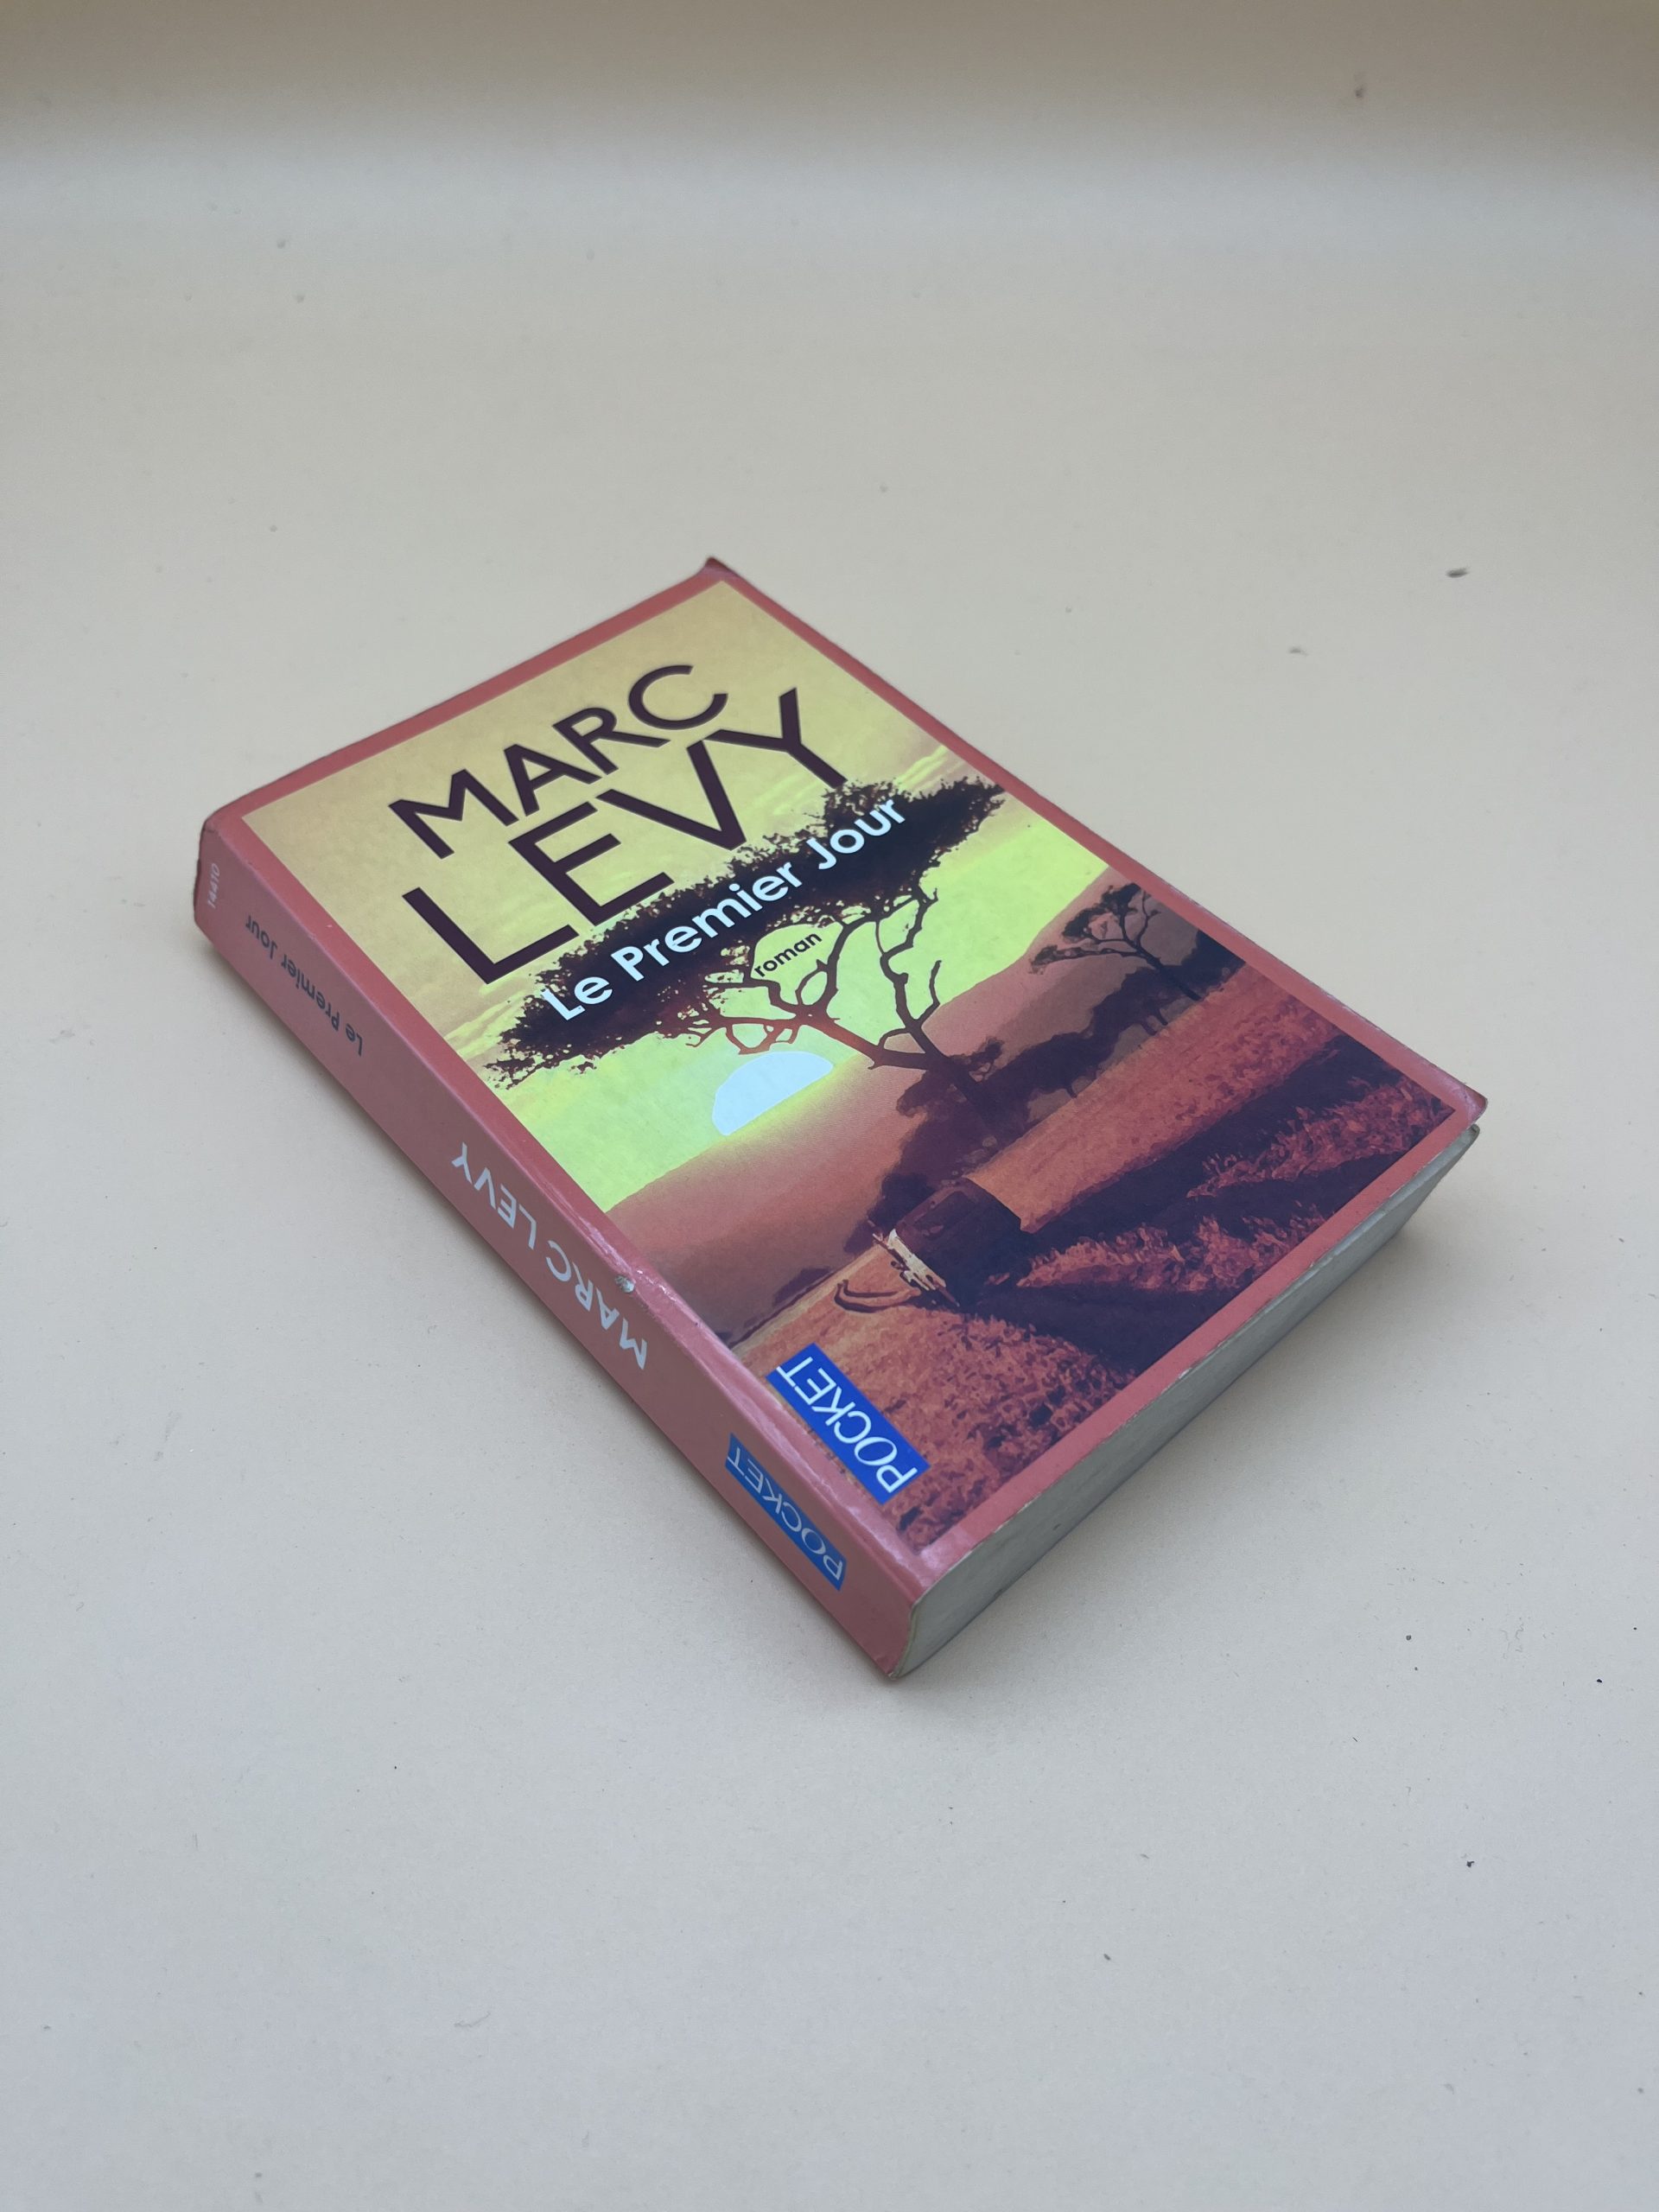 MARC
LEVY
Le Premier Jour
roman
POCKET
POCKET
MARC LEVY
Le Premier Jour
14410